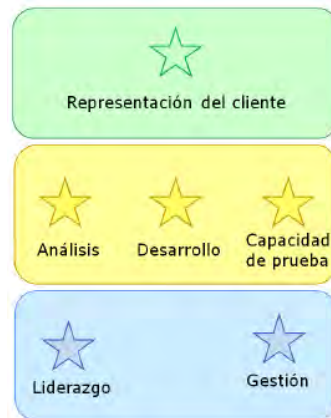 Representación del cliente
Análisis
Desarrollo
Capacidad
de prueba
Liderazgo
Gestión